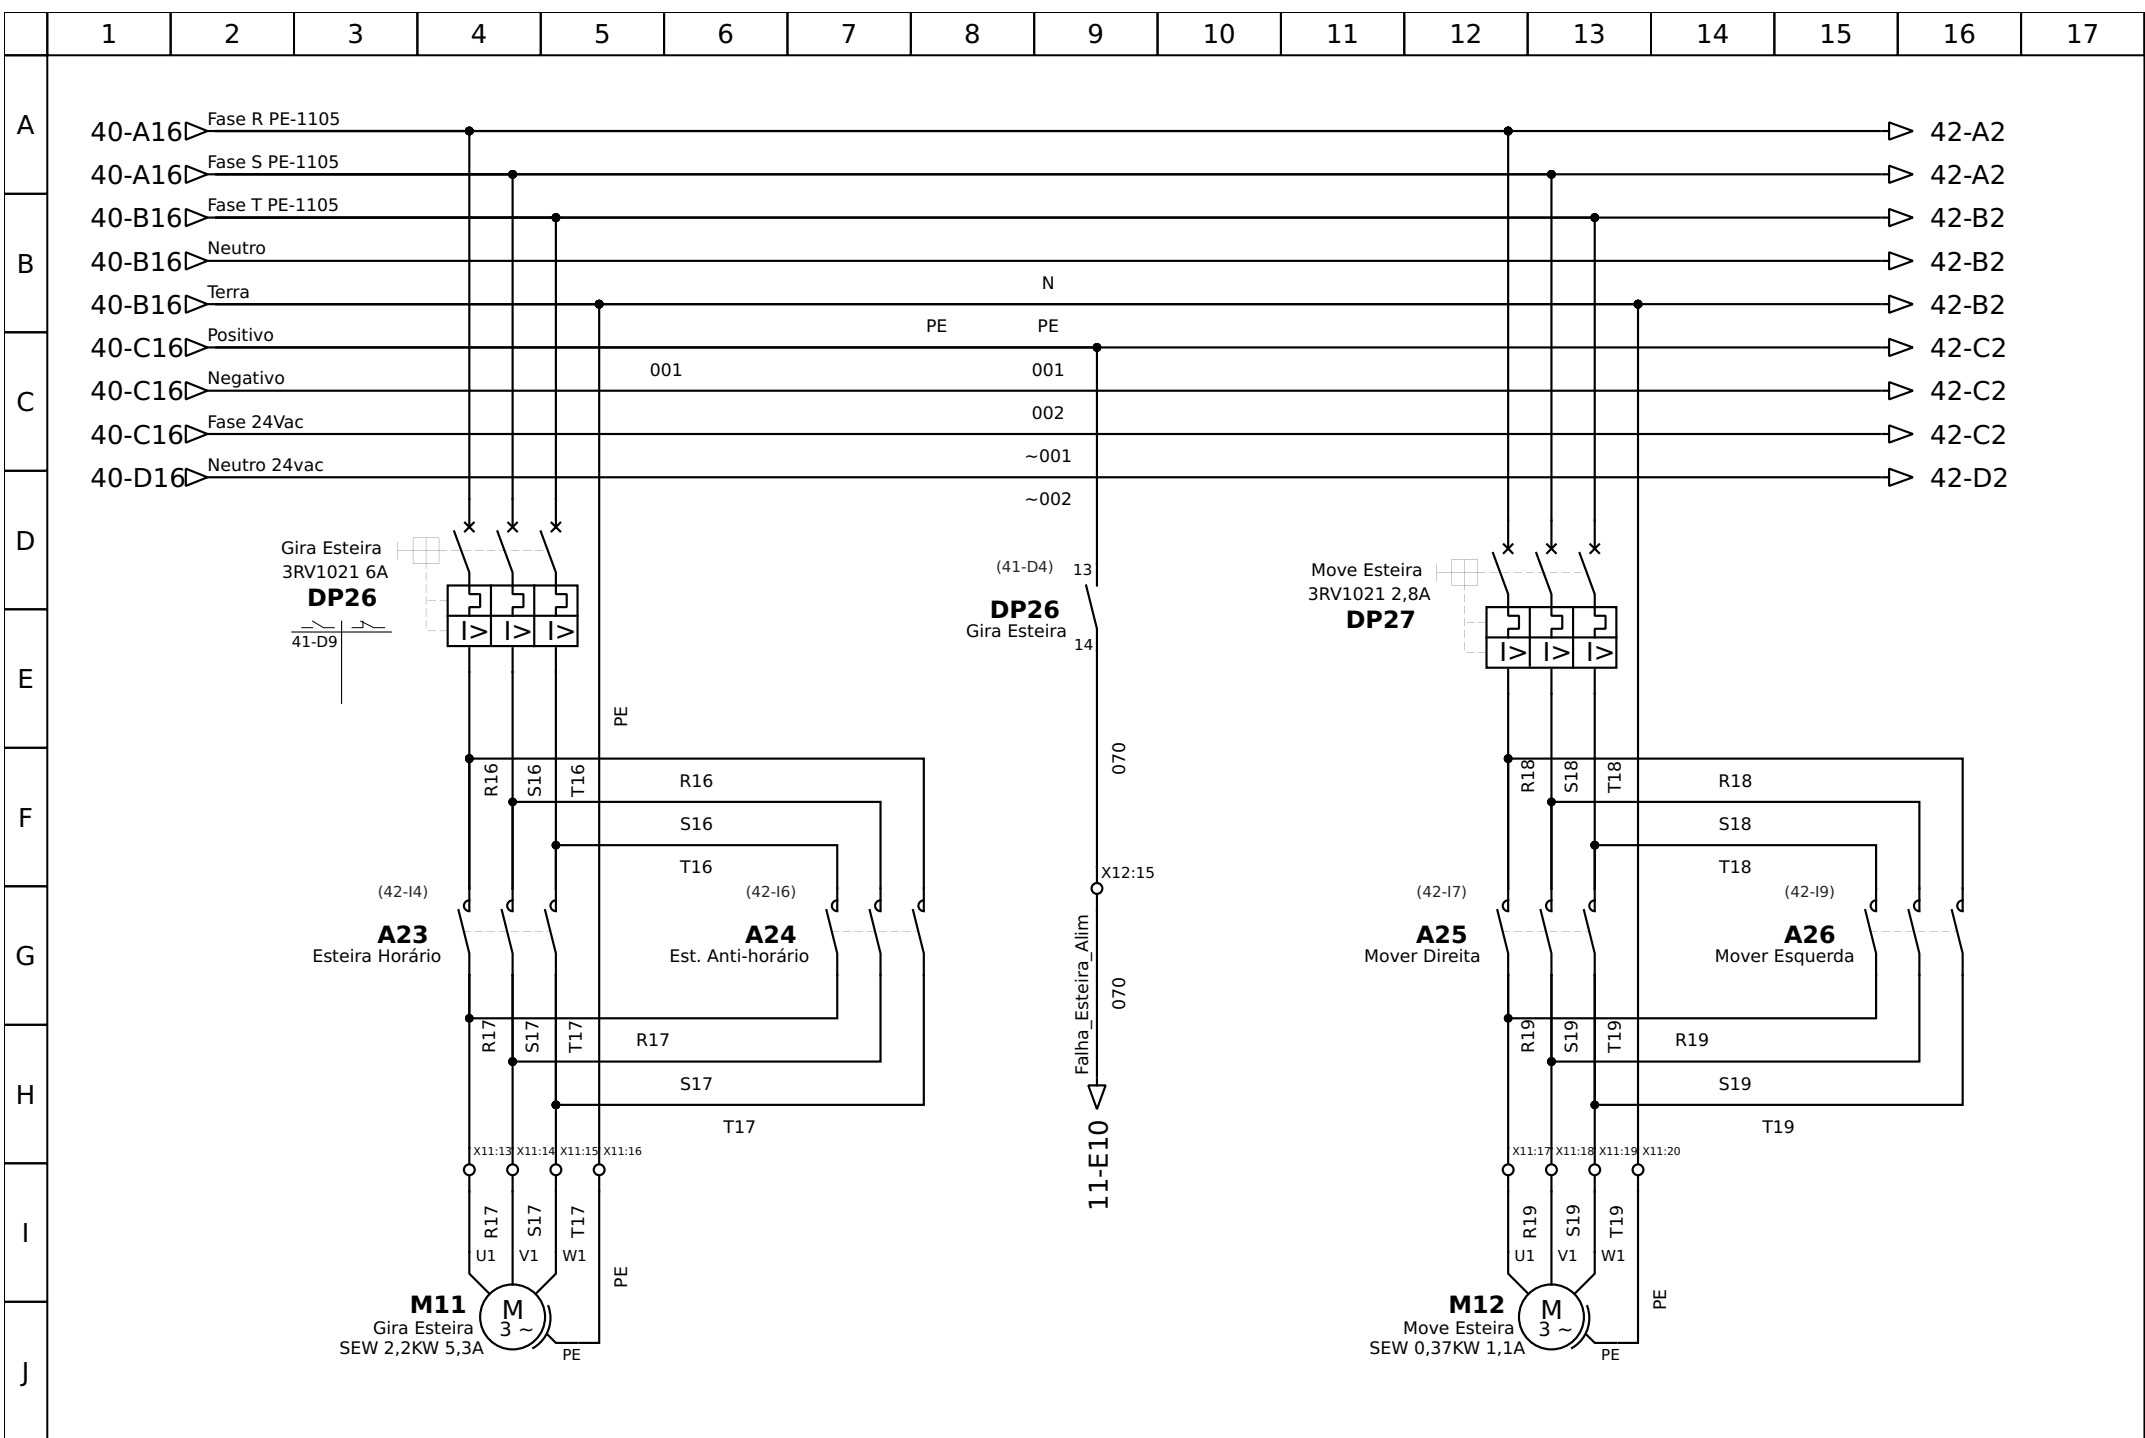 1 2 3 4 5 6 7 8 9 10 11 12 13 14 15 16 17
A
40-A16 Fase R PE-1105 42-A2
40-A16 Fase S PE-1105 42-A2
40-B16 Fase T PE-1105 42-B2
B
40-B16 Neutro 42-B2
N
40-B16 Terra 42-B2
PE PE
40-C16 Positivo 42-C2
001 001
C
40-C16 Negativo 42-C2
002
40-C16 Fase 24Vac 42-C2
~001
40-D16 Neutro 24vac 42-D2
~002
D
Gira Esteira
3RV1021 6A
DP26
41-D9
I> I> I>
(41-D4) 13
DP26
Gira Esteira
14
Move Esteira
3RV1021 2,8A
DP27
I> I> I>
E
PE
070
F
R16 S16 T16
R16
S16
T16
R18 S18 T18
R18
S18
T18
X12:15
(42-I4)
A23
Esteira Horário
(42-I6)
A24
Est. Anti-horário
Falha_Esteira_Alim
070
(42-I7)
A25
Mover Direita
(42-I9)
A26
Mover Esquerda
G
R17 S17 T17
R17
S17
T17
R19 S19 T19
R19
S19
T19
H
11-E10
X11:13 X11:14 X11:15 X11:16
X11:17 X11:18 X11:19 X11:20
I
R17 S17 T17
U1 V1 W1
PE
R19 S19 T19
U1 V1 W1
PE
M11
Gira Esteira
SEW 2,2KW 5,3A
M
3 ~
PE
M12
Move Esteira
SEW 0,37KW 1,1A
M
3 ~
PE
J